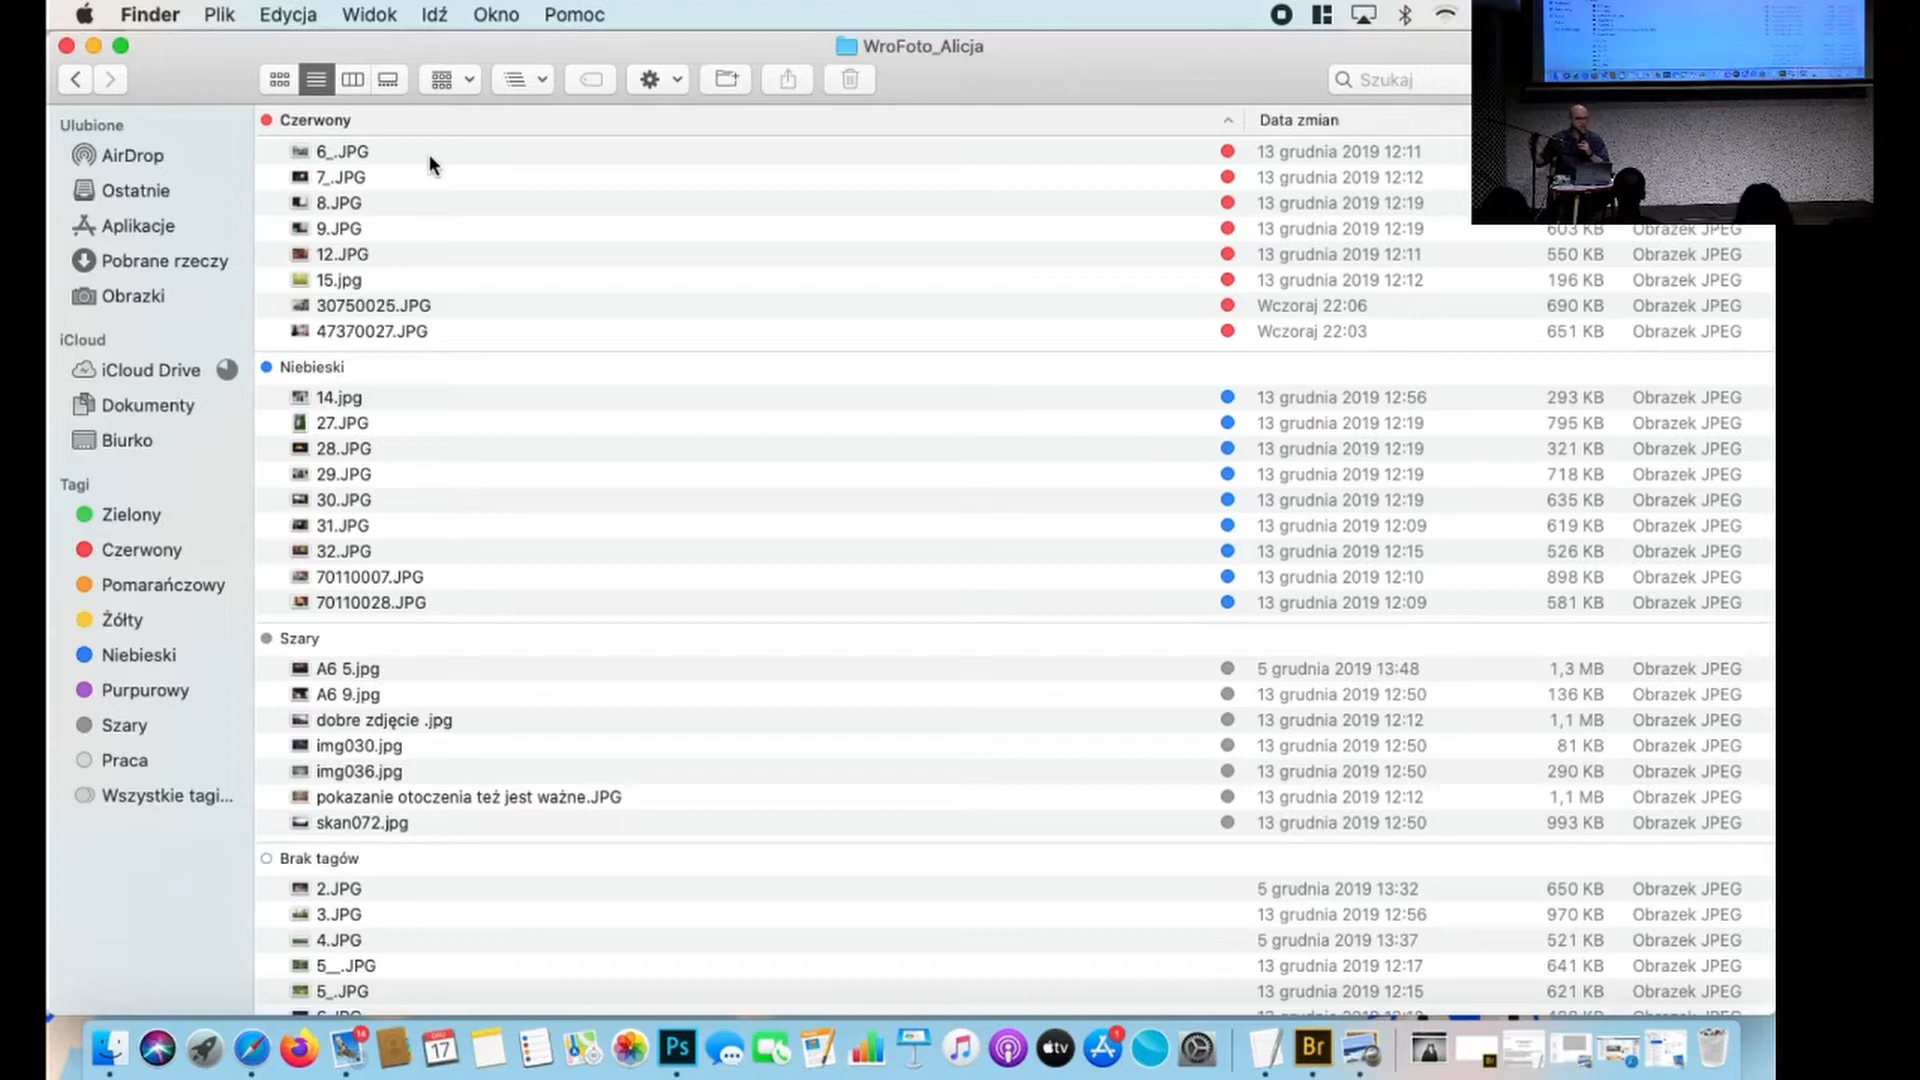 Finder Plik Edycja Widok Idź Okno Pomoc
WroFoto_Alicja
Szukaj
Ulubione
AirDrop
Ostatnie
Aplikacje
Pobrane rzeczy
Obrazki
iCloud
iCloud Drive
Dokumenty
Biurko
Tagi
Zielony
Czerwony
Pomarańczowy
Żółty
Niebieski
Purpurowy
Szary
Praca
Wszystkie tagi...
Czerwony Data zmian
6_.JPG 13 grudnia 2019 12:11
7_.JPG 13 grudnia 2019 12:12
8.JPG 13 grudnia 2019 12:19
9.JPG 13 grudnia 2019 12:19 603 KB Obrazek JPEG
12.JPG 13 grudnia 2019 12:11 550 KB Obrazek JPEG
15.jpg 13 grudnia 2019 12:12 196 KB Obrazek JPEG
30750025.JPG Wczoraj 22:06 690 KB Obrazek JPEG
47370027.JPG Wczoraj 22:03 651 KB Obrazek JPEG
Niebieski
14.jpg 13 grudnia 2019 12:56 293 KB Obrazek JPEG
27.JPG 13 grudnia 2019 12:19 795 KB Obrazek JPEG
28.JPG 13 grudnia 2019 12:19 321 KB Obrazek JPEG
29.JPG 13 grudnia 2019 12:19 718 KB Obrazek JPEG
30.JPG 13 grudnia 2019 12:19 635 KB Obrazek JPEG
31.JPG 13 grudnia 2019 12:09 619 KB Obrazek JPEG
32.JPG 13 grudnia 2019 12:15 526 KB Obrazek JPEG
70110007.JPG 13 grudnia 2019 12:10 898 KB Obrazek JPEG
70110028.JPG 13 grudnia 2019 12:09 581 KB Obrazek JPEG
Szary
A6 5.jpg 5 grudnia 2019 13:48 1,3 MB Obrazek JPEG
A6 9.jpg 13 grudnia 2019 12:50 136 KB Obrazek JPEG
dobre zdjęcie .jpg 13 grudnia 2019 12:12 1,1 MB Obrazek JPEG
img030.jpg 13 grudnia 2019 12:50 81 KB Obrazek JPEG
img036.jpg 13 grudnia 2019 12:50 290 KB Obrazek JPEG
pokazanie otoczenia też jest ważne.JPG 13 grudnia 2019 12:12 1,1 MB Obrazek JPEG
skan072.jpg 13 grudnia 2019 12:50 993 KB Obrazek JPEG
Brak tagów
2.JPG 5 grudnia 2019 13:32 650 KB Obrazek JPEG
3.JPG 13 grudnia 2019 12:56 970 KB Obrazek JPEG
4.JPG 5 grudnia 2019 13:37 521 KB Obrazek JPEG
5__.JPG 13 grudnia 2019 12:17 641 KB Obrazek JPEG
5_.JPG 13 grudnia 2019 12:15 621 KB Obrazek JPEG
14 17 Ps tv 1 Br